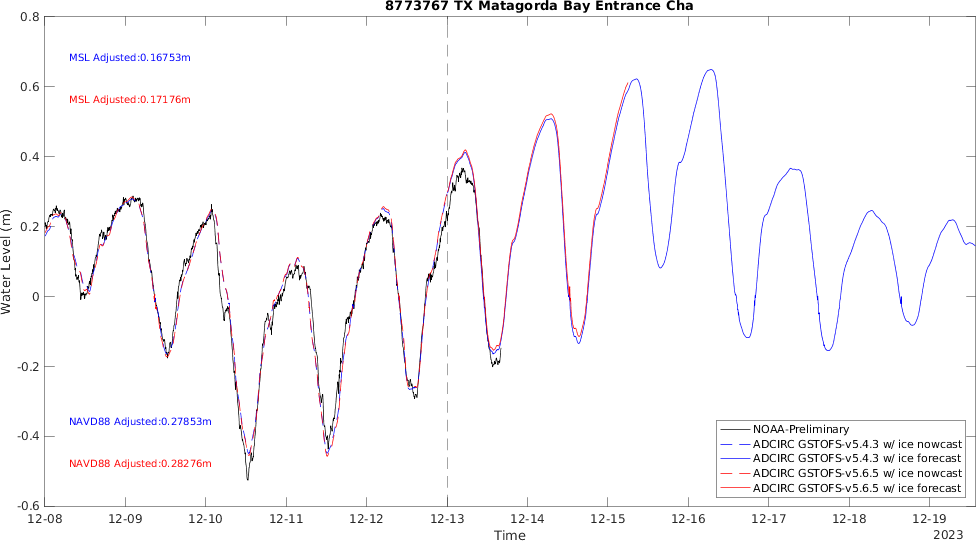 8773767 TX Matagorda Bay Entrance Cha
0.8
0.6
0.4
0.2
0
-0.2
-0.4
-0.6
Water Level (m)
MSL Adjusted:0.16753m
MSL Adjusted:0.17176m
NAVD88 Adjusted:0.27853m
NAVD88 Adjusted:0.28276m
NOAA-Preliminary
ADCIRC GSTOFS-v5.4.3 w/ ice nowcast
ADCIRC GSTOFS-v5.4.3 w/ ice forecast
ADCIRC GSTOFS-v5.6.5 w/ ice nowcast
ADCIRC GSTOFS-v5.6.5 w/ ice forecast
12-08 12-09 12-10 12-11 12-12 12-13 12-14 12-15 12-16 12-17 12-18 12-19
Time
2023